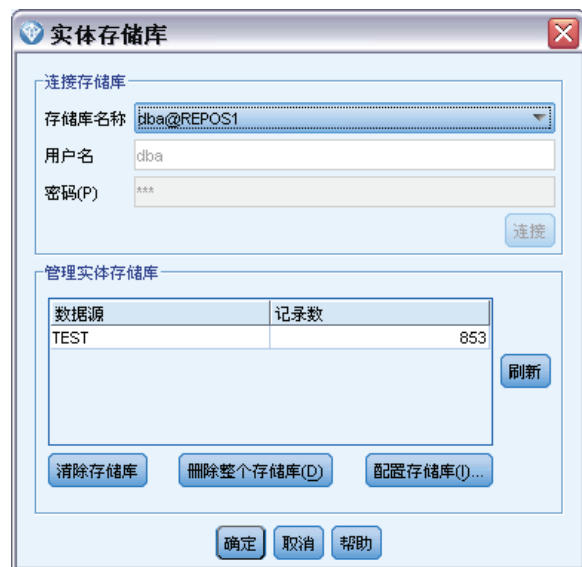 实体存储库
连接存储库
存储库名称 dba@REPOS1
用户名 dba
密码(P) ***
连接
管理实体存储库
数据源 记录数
TEST 853
刷新
清除存储库 删除整个存储库(D) 配置存储库(I)...
确定 取消 帮助